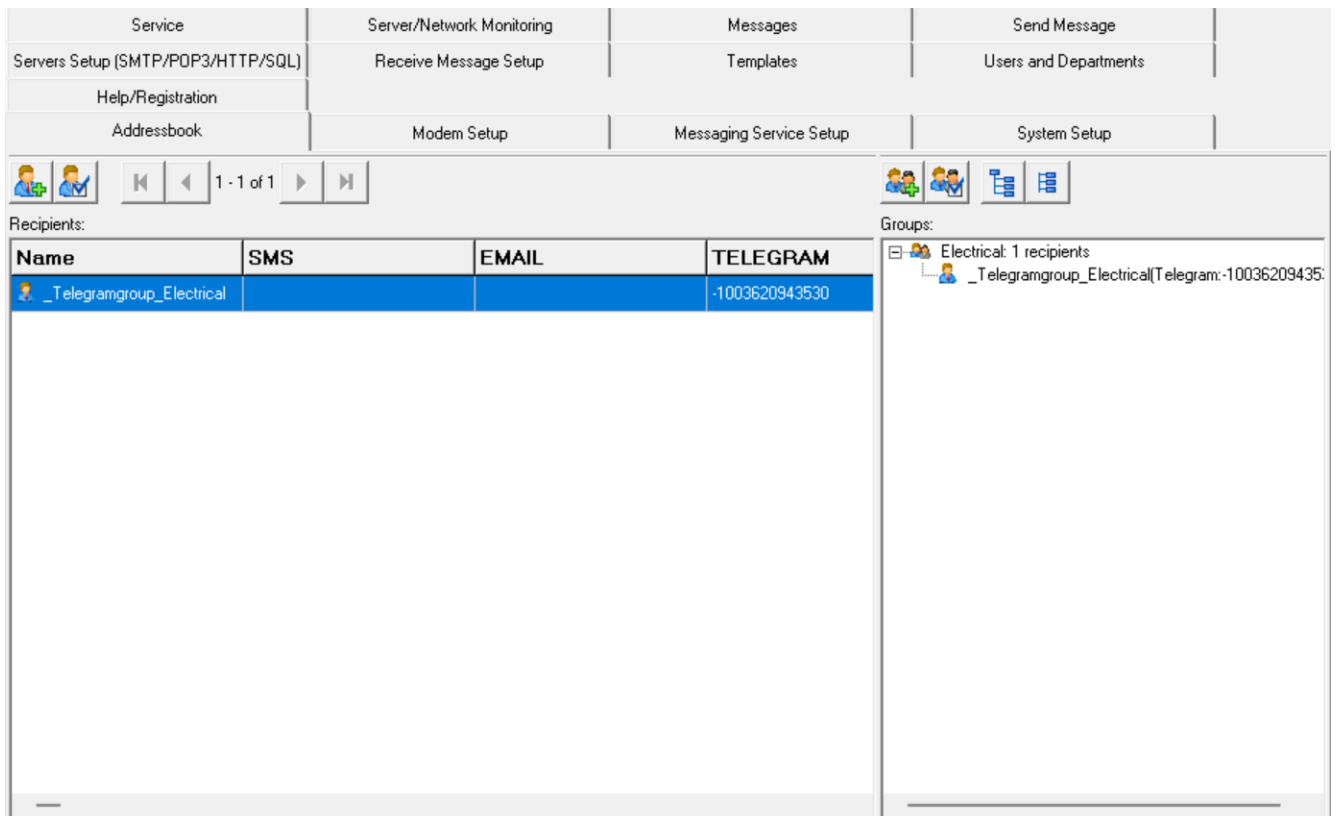 Service Server/Network Monitoring Messages Send Message
Servers Setup (SMTP/POP3/HTTP/SQL) Receive Message Setup Templates Users and Departments
Help/Registration
Addressbook Modem Setup Messaging Service Setup System Setup
1 - 1 of 1
Recipients:
Name SMS EMAIL TELEGRAM
_Telegramgroup_Electrical -1003620943530
Groups:
Electrical: 1 recipients
_Telegramgroup_Electrical(Telegram:-10036209435